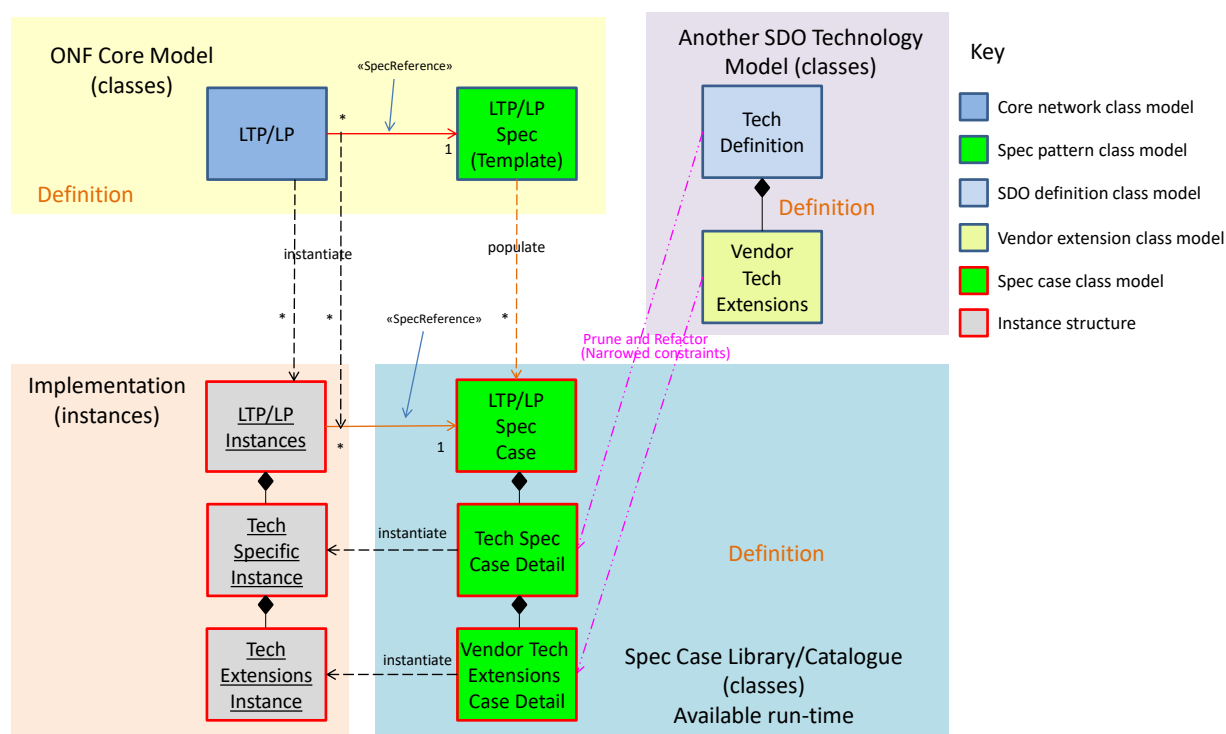 ONF Core Model
(classes)
«SpecReference»
LTP/LP
*
1
LTP/LP
Spec
(Template)
Definition
instantiate
populate
*
*
*
«SpecReference»
Another SDO Technology
Model (classes)
Tech
Definition
Definition
Vendor
Tech
Extensions
Prune and Refactor
(Narrowed constraints)
Key
Core network class model
Spec pattern class model
SDO definition class model
Vendor extension class model
Spec case class model
Instance structure
Implementation
(instances)
LTP/LP
Instances
*
1
LTP/LP
Spec
Case
Tech
Specific
Instance
instantiate
Tech Spec
Case Detail
Definition
Tech
Extensions
Instance
instantiate
Vendor Tech
Extensions
Case Detail
Spec Case Library/Catalogue
(classes)
Available run-time